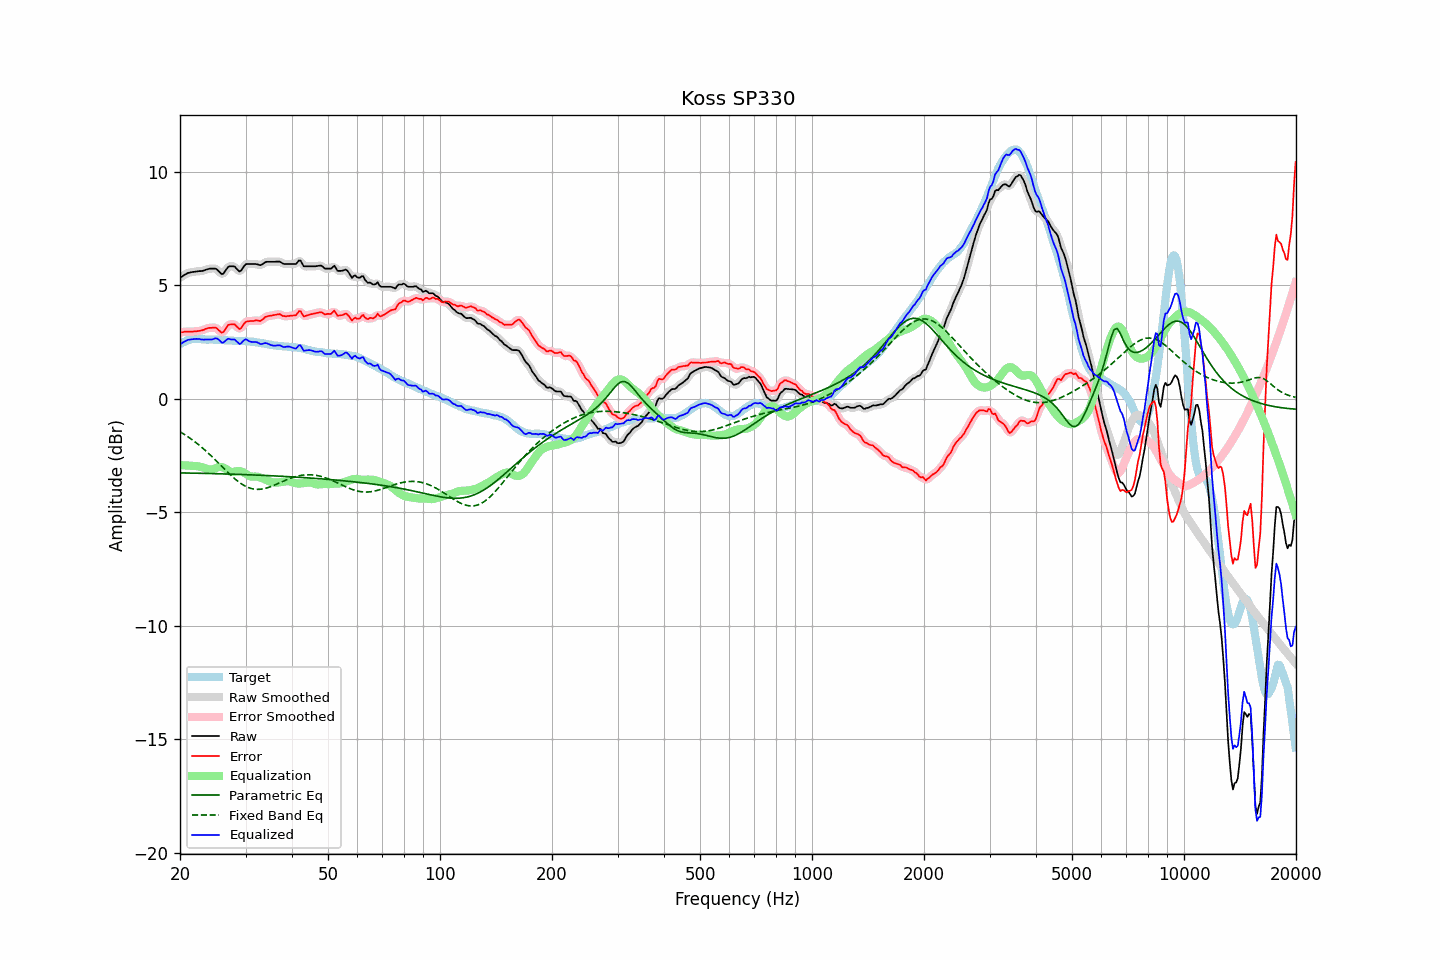 Koss SP330
Amplitude (dBr)
10
5
0
−5
−10
−15
−20
Target
Raw Smoothed
Error Smoothed
Raw
Error
Equalization
Parametric Eq
Fixed Band Eq
Equalized
20
50
100
200
500
1000
2000
5000
10000
20000
Frequency (Hz)